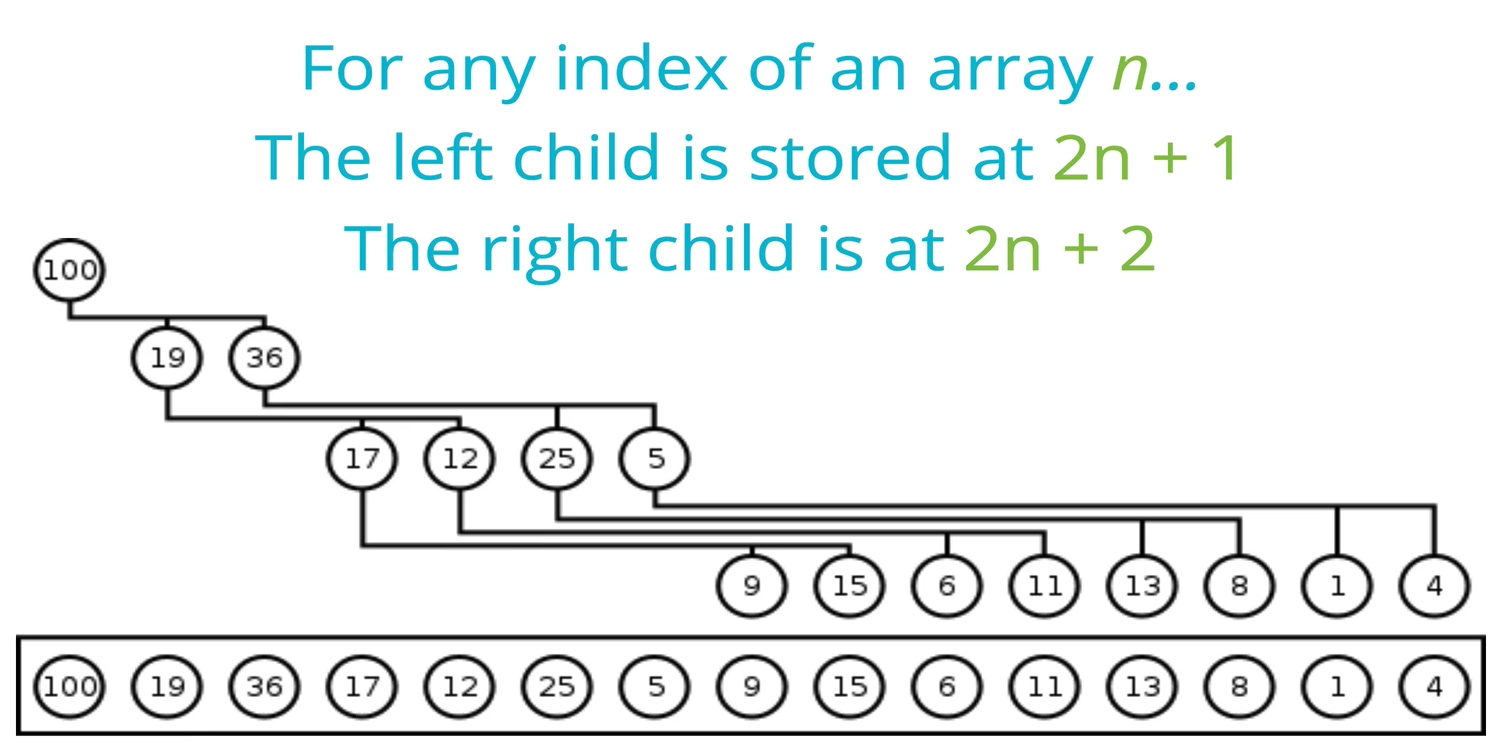 For any index of an array n...
The left child is stored at 2n + 1
The right child is at 2n + 2
100
19 36
17 12 25 5
9 15 6 11 13 8 1 4
100 19 36 17 12 25 5 9 15 6 11 13 8 1 4